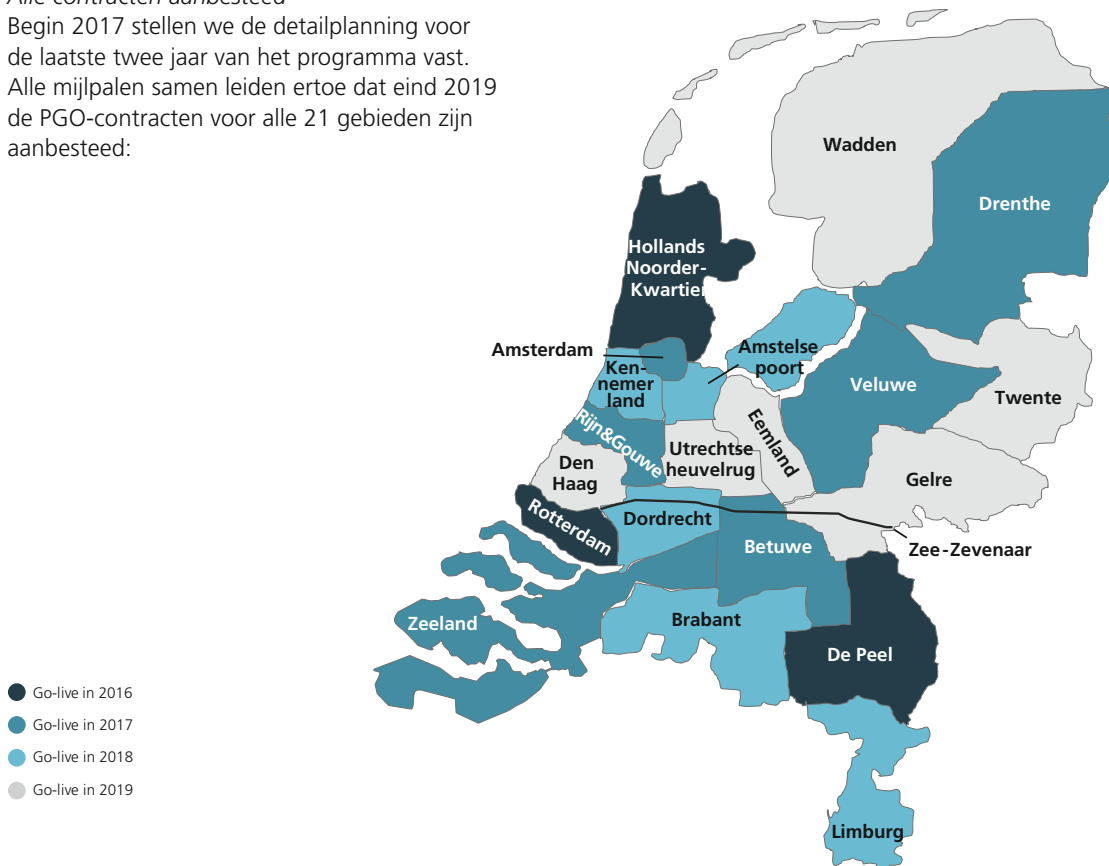 Alle contracten aanbesteed
Begin 2017 stellen we de detailplanning voor
de laatste twee jaar van het programma vast.
Alle mijlpalen samen leiden ertoe dat eind 2019
de PGO-contracten voor alle 21 gebieden zijn
aanbesteed:
Wadden
Drenthe
Hollands
Noorder-
Kwartier
Amsterdam
Amstelse
poort
Ken-
nemer
land
Veluwe
Twente
Rijn&Gouwe
Eemland
Utrechtse
heuvelrug
Den
Haag
Gelre
Rotterdam
Dordrecht
Betuwe
Zee-Zevenaar
Zeeland
Brabant
De Peel
Limburg
Go-live in 2016
Go-live in 2017
Go-live in 2018
Go-live in 2019